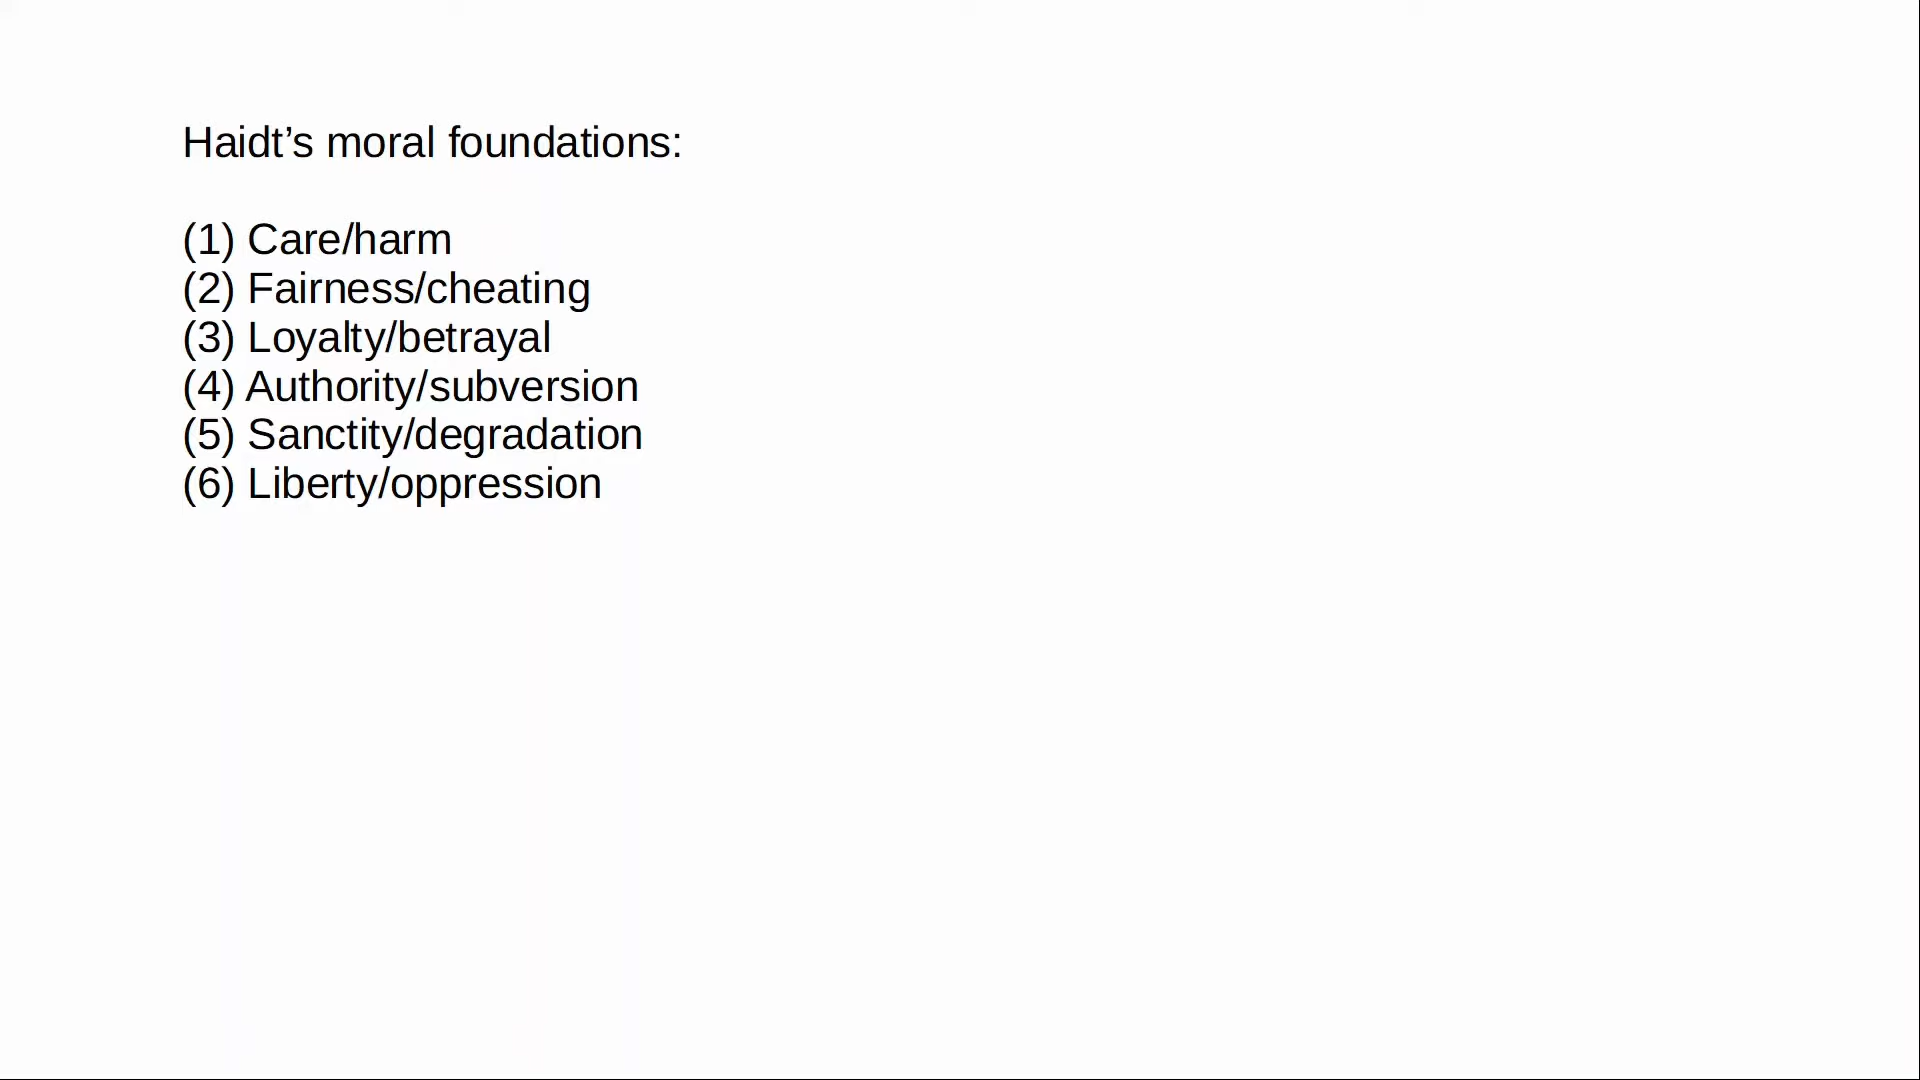 Haidt’s moral foundations:
(1) Care/harm
(2) Fairness/cheating
(3) Loyalty/betrayal
(4) Authority/subversion
(5) Sanctity/degradation
(6) Liberty/oppression